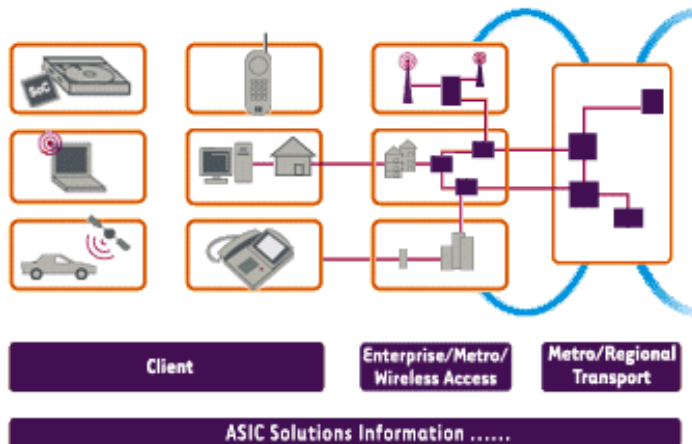 SoC
Client
Enterprise/Metro/
Wireless Access
Metro/Regional
Transport
ASIC Solutions Information ......